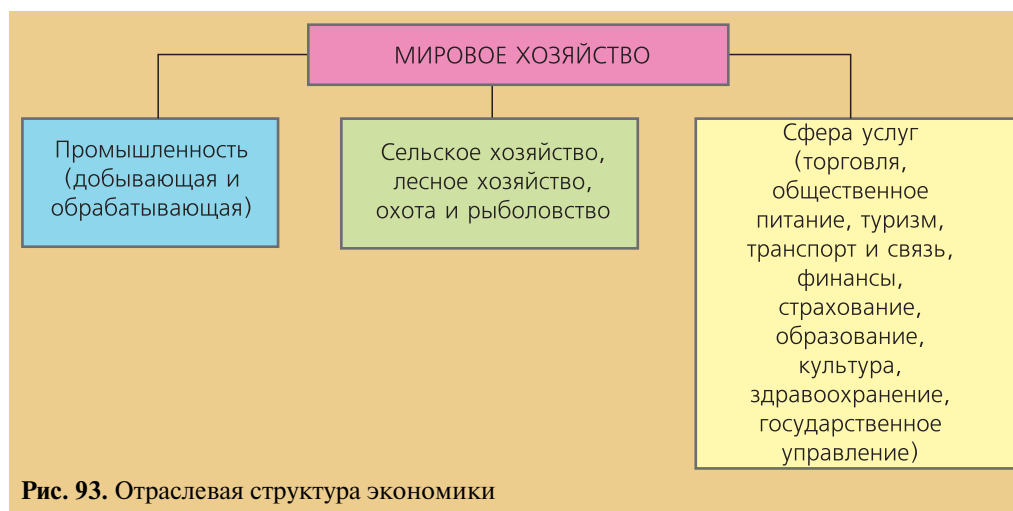 МИРОВОЕ ХОЗЯЙСТВО
Промышленность
(добывающая и
обрабатывающая)
Сельское хозяйство,
лесное хозяйство,
охота и рыболовство
Сфера услуг
(торговля,
общественное
питание, туризм,
транспорт и связь,
финансы,
страхование,
образование,
культура,
здравоохранение,
государственное
управление)
Рис. 93. Отраслевая структура экономики